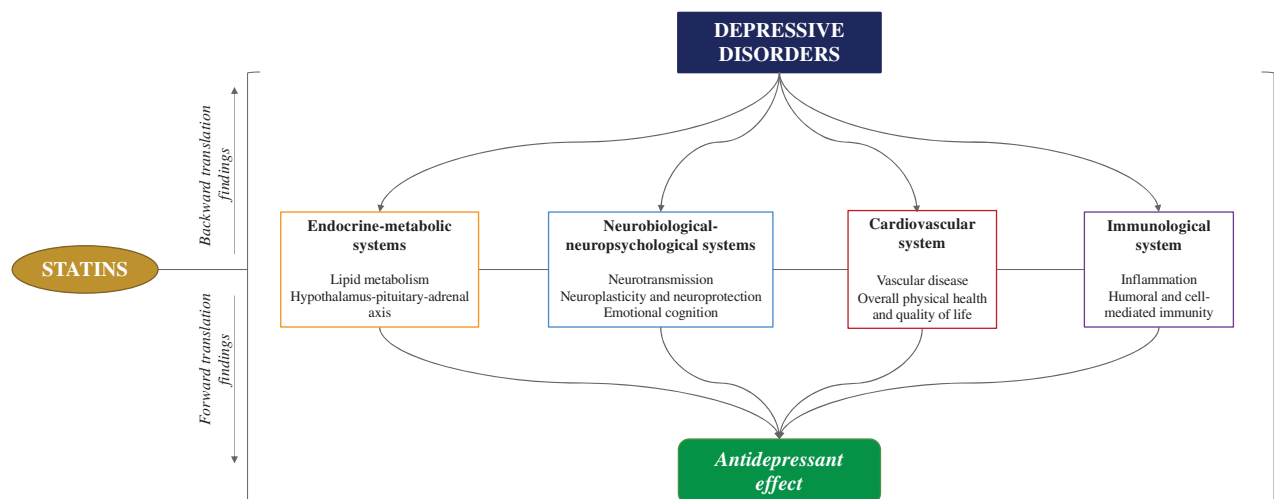 DEPRESSIVE
DISORDERS
Backward translation
findings
Endocrine-metabolic
systems
Lipid metabolism
Hypothalamus-pituitary-adrenal
axis
Neurobiological-
neuropsychological systems
Neurotransmission
Neuroplasticity and neuroprotection
Emotional cognition
Cardiovascular
system
Vascular disease
Overall physical health
and quality of life
Immunological
system
Inflammation
Humoral and cell-
mediated immunity
STATINS
Forward translation
findings
Antidepressant
effect